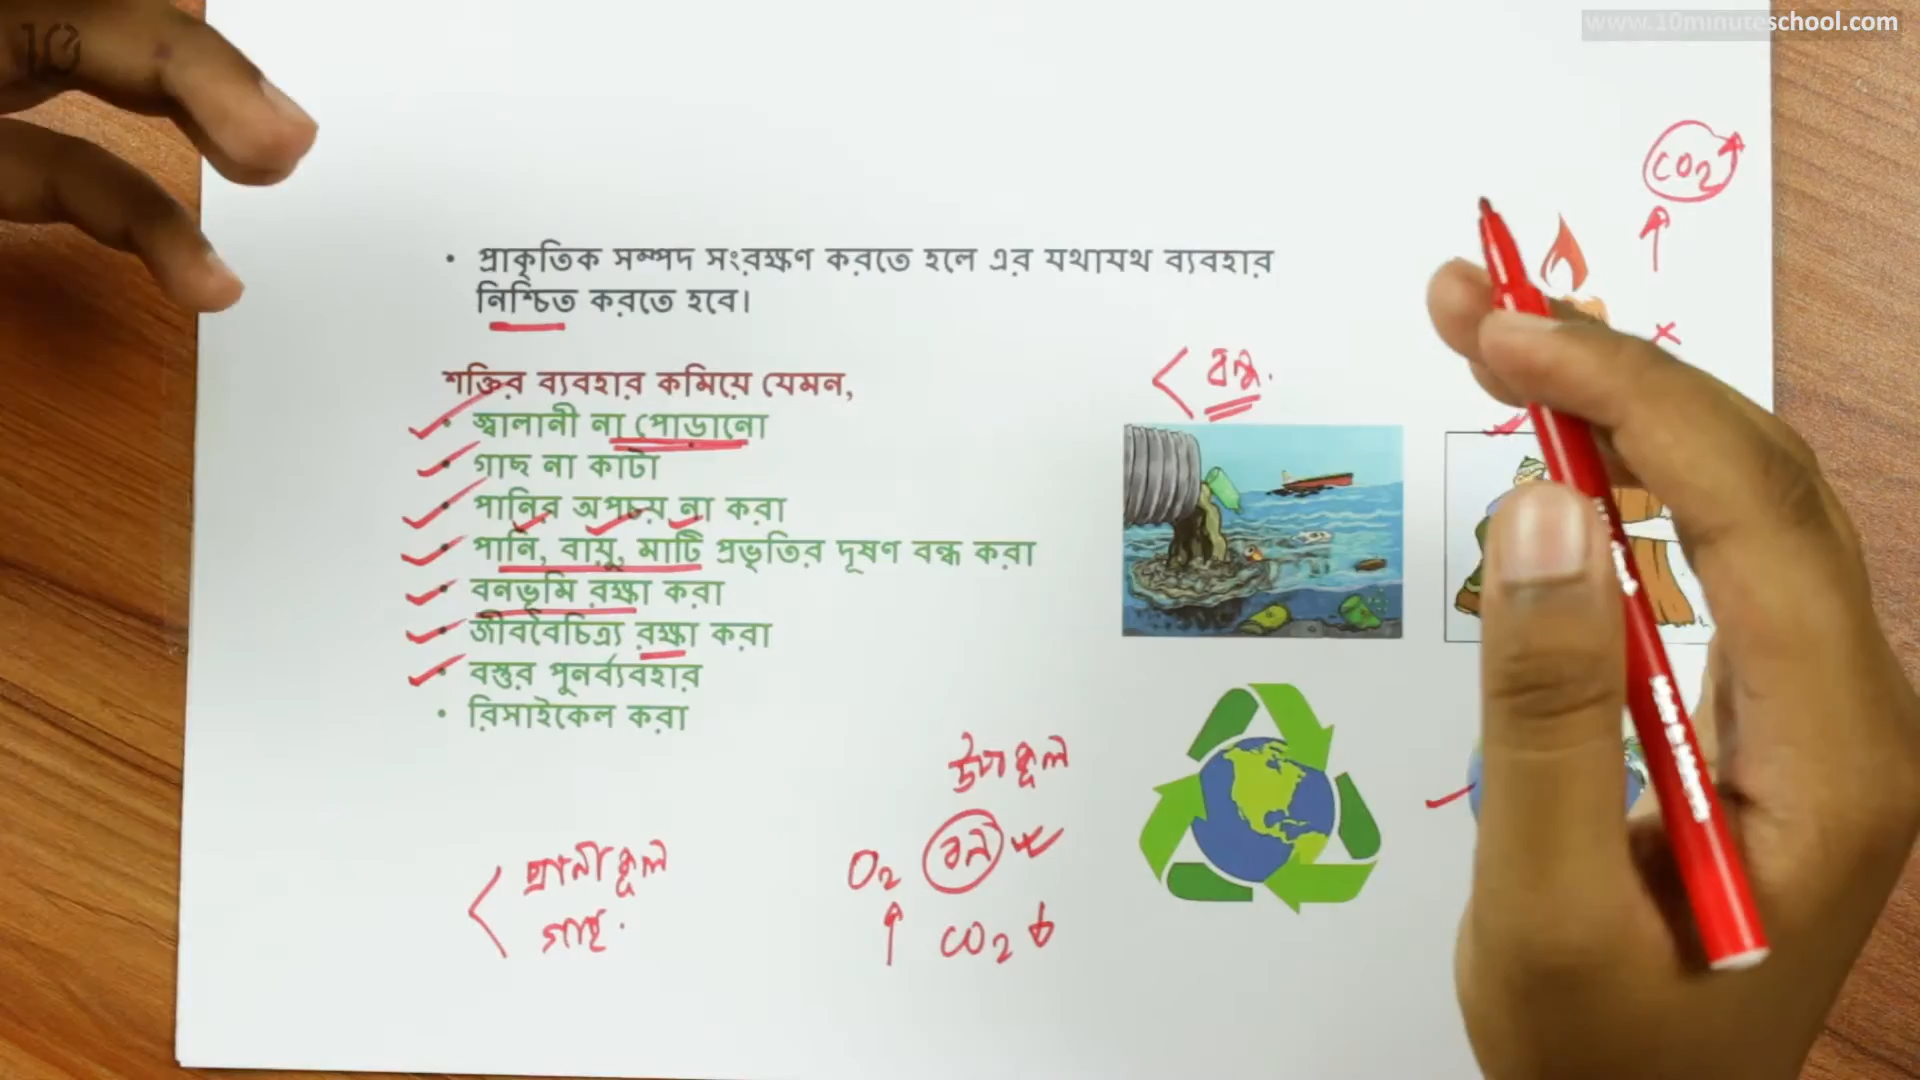 10
www.10minuteschool.com
CO2
• প্রাকৃতিক সম্পদ সংরক্ষণ করতে হলে এর যথাযথ ব্যবহার
নিশ্চিত করতে হবে।
বন্ধ.
শক্তির ব্যবহার কমিয়ে যেমন,
• জ্বালানী না পোড়ানো
• গাছ না কাটা
• পানির অপচয় না করা
• পানি, বায়ু, মাটি প্রভৃতির দূষণ বন্ধ করা
• বনভূমি রক্ষা করা
• জীববৈচিত্র্য রক্ষা করা
• বস্তুর পুনর্ব্যবহার
• রিসাইকেল করা
প্রানীকূল
গাছ.
O2 বন
CO2